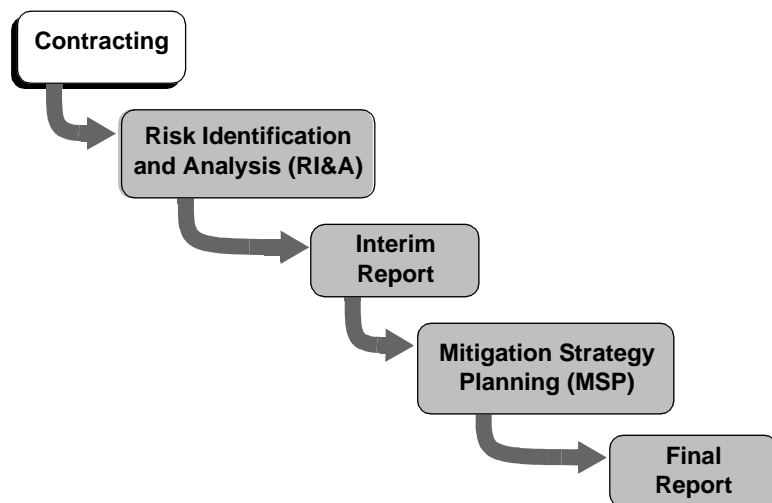 Contracting
Risk Identification
and Analysis (RI&A)
Interim
Report
Mitigation Strategy
Planning (MSP)
Final
Report